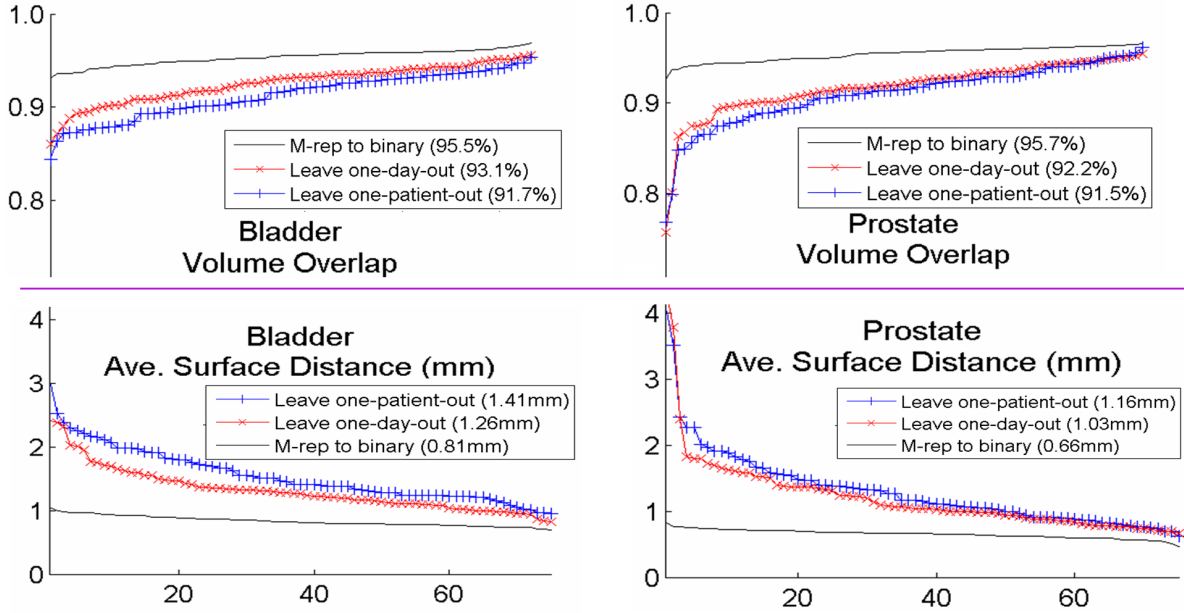 1.0
0.9
0.8
M-rep to binary (95.5%)
Leave one-day-out (93.1%)
Leave one-patient-out (91.7%)
Bladder
Volume Overlap
1.0
0.9
0.8
M-rep to binary (95.7%)
Leave one-day-out (92.2%)
Leave one-patient-out (91.5%)
Prostate
Volume Overlap
4
3
2
1
0
Bladder
Ave. Surface Distance (mm)
Leave one-patient-out (1.41mm)
Leave one-day-out (1.26mm)
M-rep to binary (0.81mm)
20
40
60
4
3
2
1
0
Prostate
Ave. Surface Distance (mm)
Leave one-patient-out (1.16mm)
Leave one-day-out (1.03mm)
M-rep to binary (0.66mm)
20
40
60